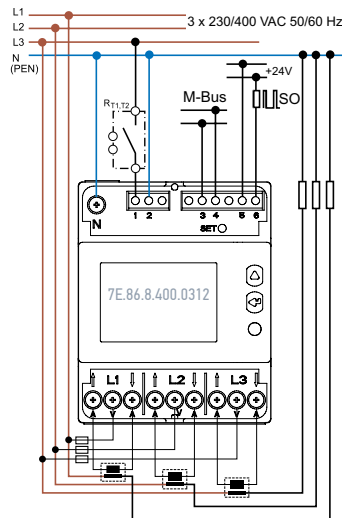 L1
L2
3 x 230/400 VAC 50/60 Hz
L3
N
(PEN)
+24V
M-Bus
SO
RT1,T2
1 2 3 4 5 6
N
SET
7E.86.8.400.0312
L1 L2 L3
A V A A V A A V A